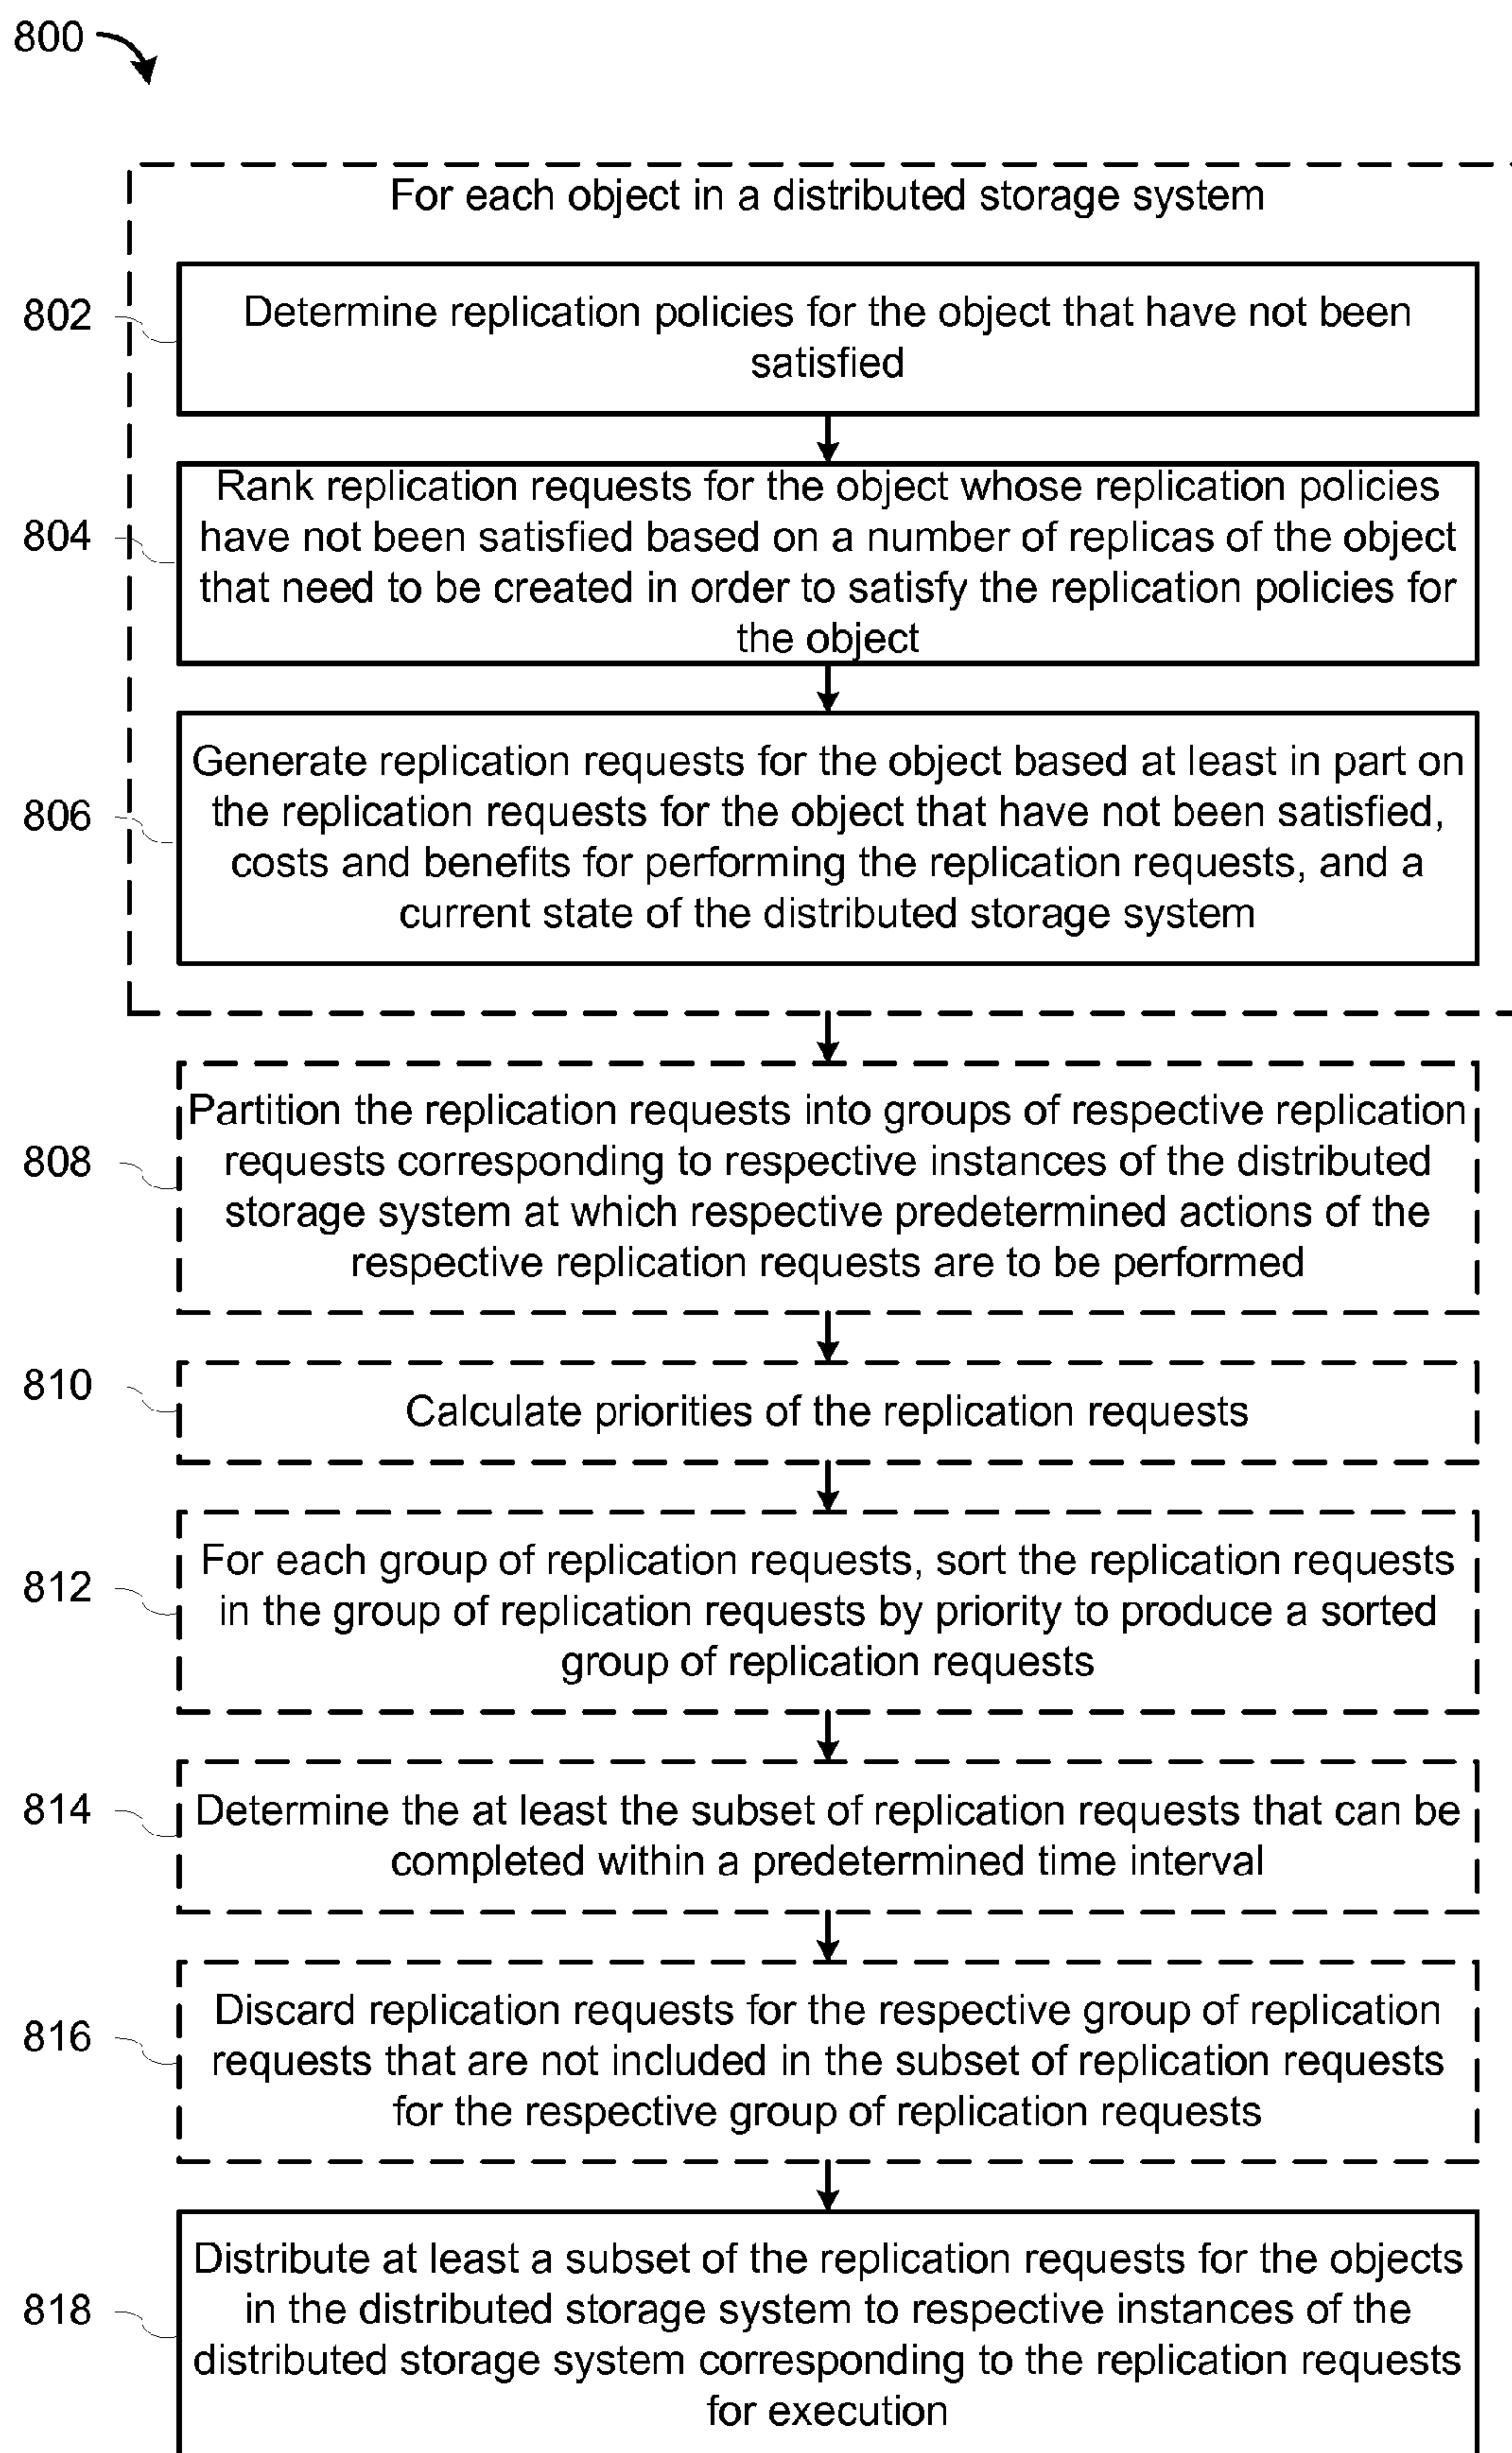 800
For each object in a distributed storage system
802
Determine replication policies for the object that have not been
satisfied
804
Rank replication requests for the object whose replication policies
have not been satisfied based on a number of replicas of the object
that need to be created in order to satisfy the replication policies for
the object
806
Generate replication requests for the object based at least in part on
the replication requests for the object that have not been satisfied,
costs and benefits for performing the replication requests, and a
current state of the distributed storage system
808
Partition the replication requests into groups of respective replication
requests corresponding to respective instances of the distributed
storage system at which respective predetermined actions of the
respective replication requests are to be performed
810
Calculate priorities of the replication requests
812
For each group of replication requests, sort the replication requests
in the group of replication requests by priority to produce a sorted
group of replication requests
814
Determine the at least the subset of replication requests that can be
completed within a predetermined time interval
816
Discard replication requests for the respective group of replication
requests that are not included in the subset of replication requests
for the respective group of replication requests
818
Distribute at least a subset of the replication requests for the objects
in the distributed storage system to respective instances of the
distributed storage system corresponding to the replication requests
for execution